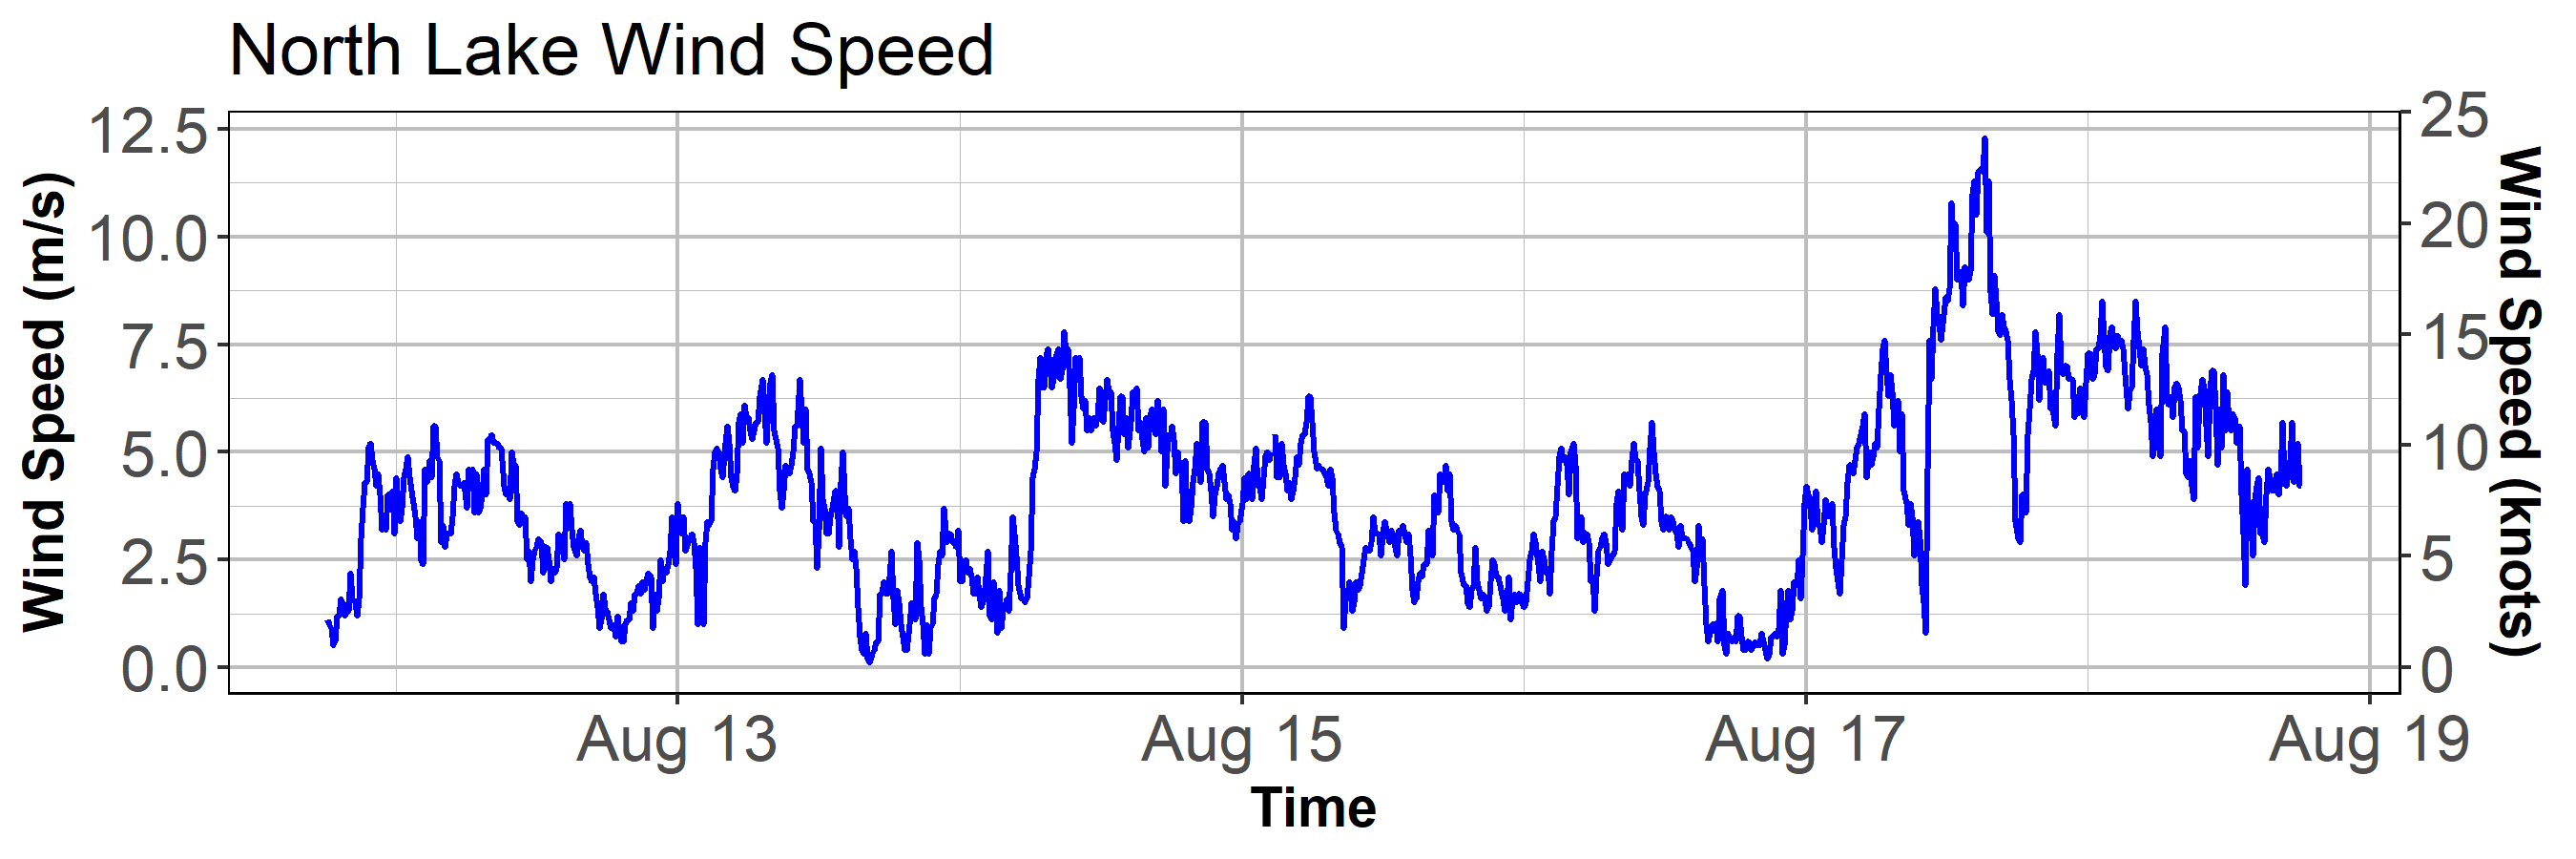 North Lake Wind Speed
Wind Speed (m/s)
12.5
10.0
7.5
5.0
2.5
0.0
25
20
15
10
5
0
Wind Speed (knots)
Aug 13
Aug 15
Aug 17
Aug 19
Time